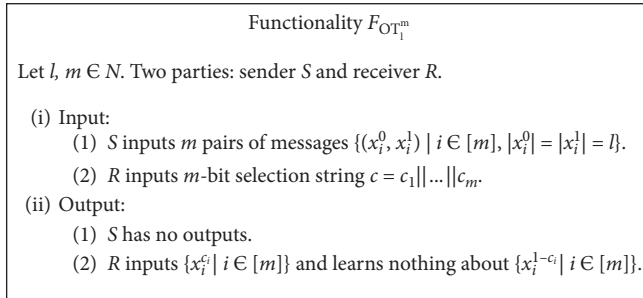 Functionality F_{OT_l^m}
Let l, m ∈ N. Two parties: sender S and receiver R.
(i) Input:
(1) S inputs m pairs of messages {(x_i^0, x_i^1) | i ∈ [m], |x_i^0| = |x_i^1| = l}.
(2) R inputs m-bit selection string c = c_1||...||c_m.
(ii) Output:
(1) S has no outputs.
(2) R inputs {x_i^{c_i}| i ∈ [m]} and learns nothing about {x_i^{1-c_i}| i ∈ [m]}.